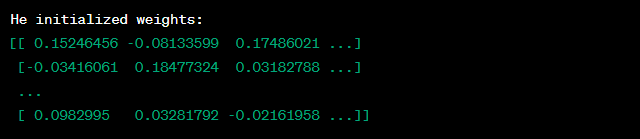 He initialized weights:
[[ 0.15246456 -0.08133599  0.17486021 ...]
 [-0.03416061  0.18477324  0.03182788 ...]
 ...
 [ 0.0982995   0.03281792 -0.02161958 ...]]